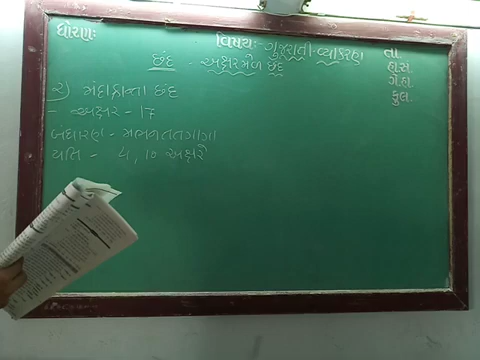 ધોરણ: વિષય:- ગુજરાતી-વ્યાકરણ તા
છંદ - અક્ષરમેળ છંદ હા.સં.
ગે.હા.
કુલ.
૨) મંદાક્રાન્તા છંદ
- અક્ષર - 17
બંધારણ - મભનતતગાગા
યતિ - 4, 10 અક્ષરે